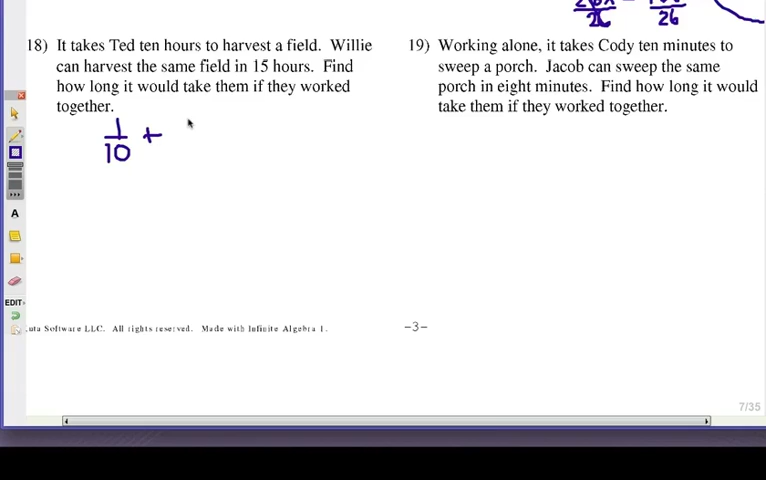 26
26
18) It takes Ted ten hours to harvest a field. Willie
can harvest the same field in 15 hours. Find
how long it would take them if they worked
together.
1/10 +
19) Working alone, it takes Cody ten minutes to
sweep a porch. Jacob can sweep the same
porch in eight minutes. Find how long it would
take them if they worked together.
A
EDIT
uta Software LLC. All rights reserved. Made with Infinite Algebra 1.
-3-
7/35